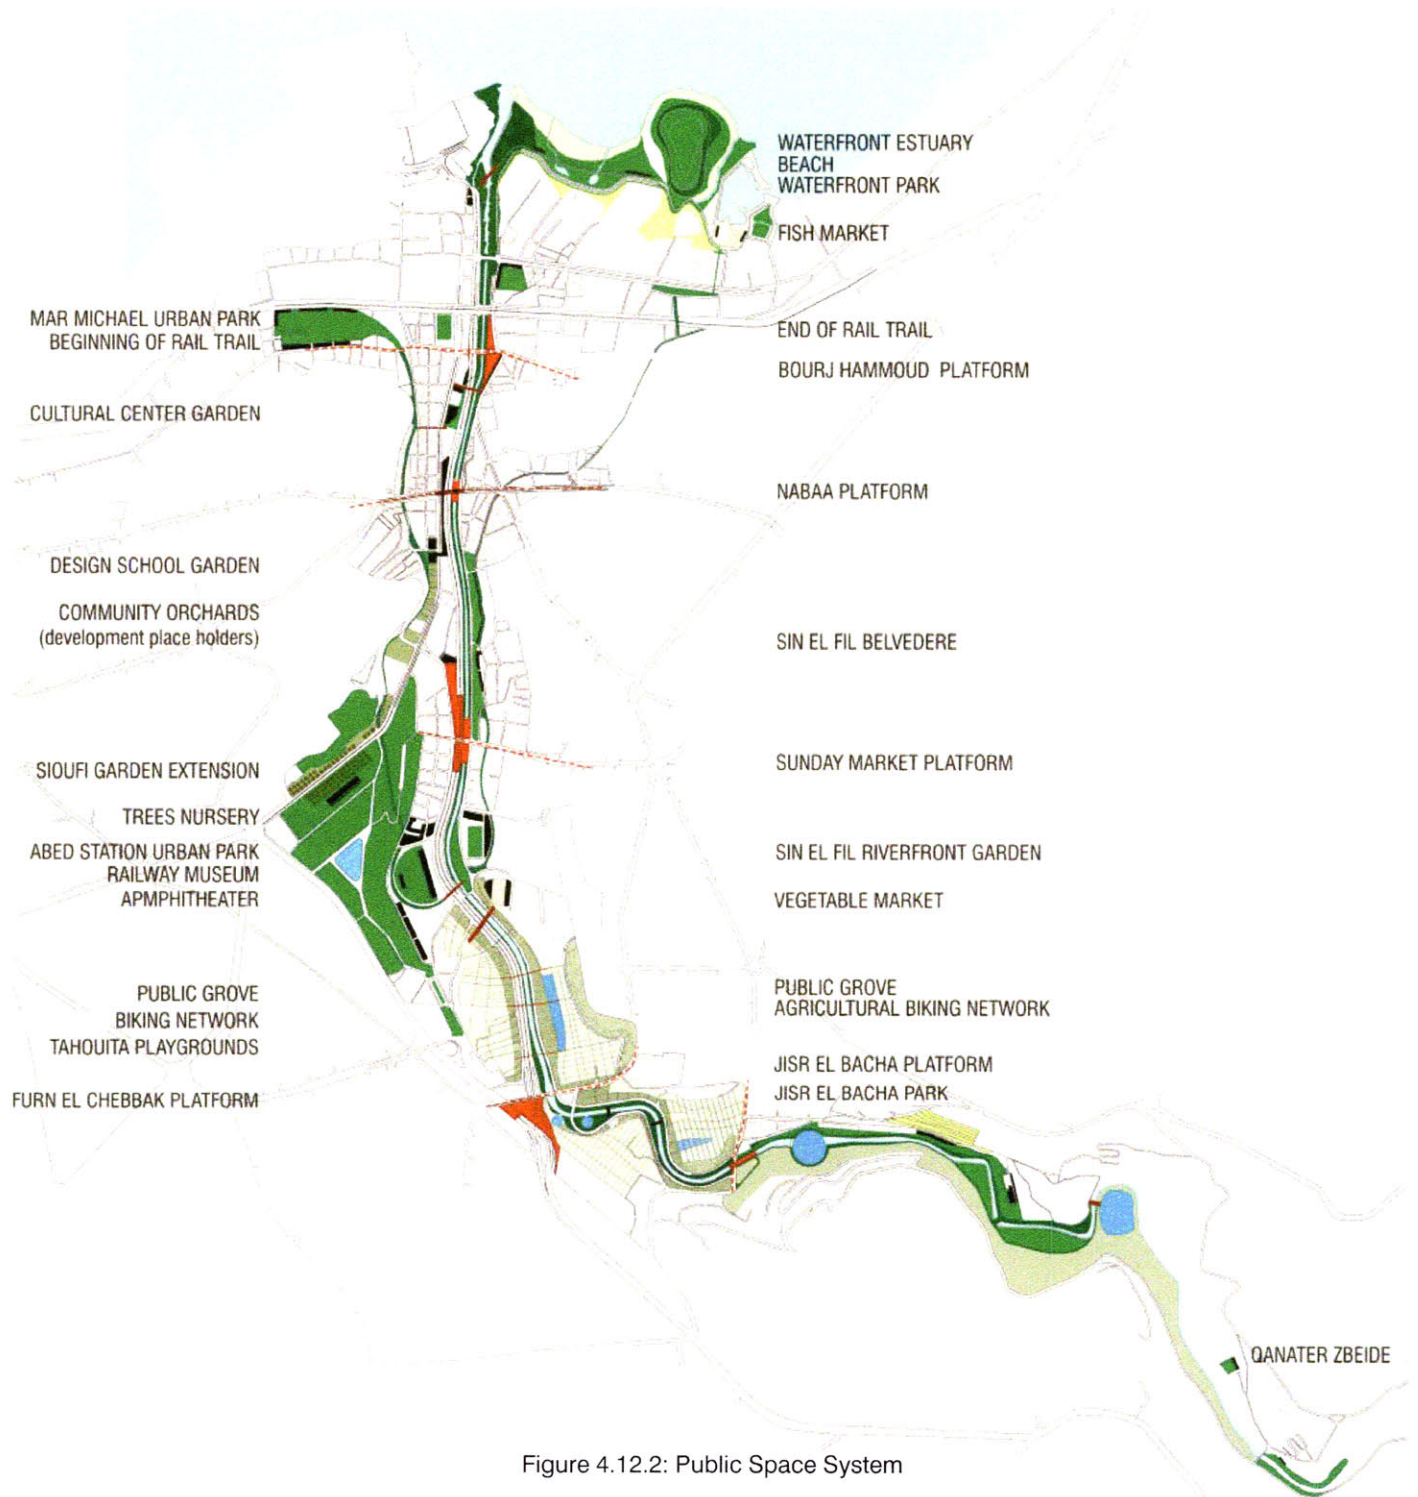 WATERFRONT ESTUARY
BEACH
WATERFRONT PARK
FISH MARKET
MAR MICHAEL URBAN PARK
BEGINNING OF RAIL TRAIL
END OF RAIL TRAIL
BOURJ HAMMOUD PLATFORM
CULTURAL CENTER GARDEN
NABAA PLATFORM
DESIGN SCHOOL GARDEN
COMMUNITY ORCHARDS
(development place holders)
SIN EL FIL BELVEDERE
SIOUFI GARDEN EXTENSION
SUNDAY MARKET PLATFORM
TREES NURSERY
ABED STATION URBAN PARK
RAILWAY MUSEUM
APMPHITHEATER
SIN EL FIL RIVERFRONT GARDEN
VEGETABLE MARKET
PUBLIC GROVE
BIKING NETWORK
TAHOUITA PLAYGROUNDS
PUBLIC GROVE
AGRICULTURAL BIKING NETWORK
JISR EL BACHA PLATFORM
JISR EL BACHA PARK
FURN EL CHEBBAK PLATFORM
QANATER ZBEIDE
Figure 4.12.2: Public Space System